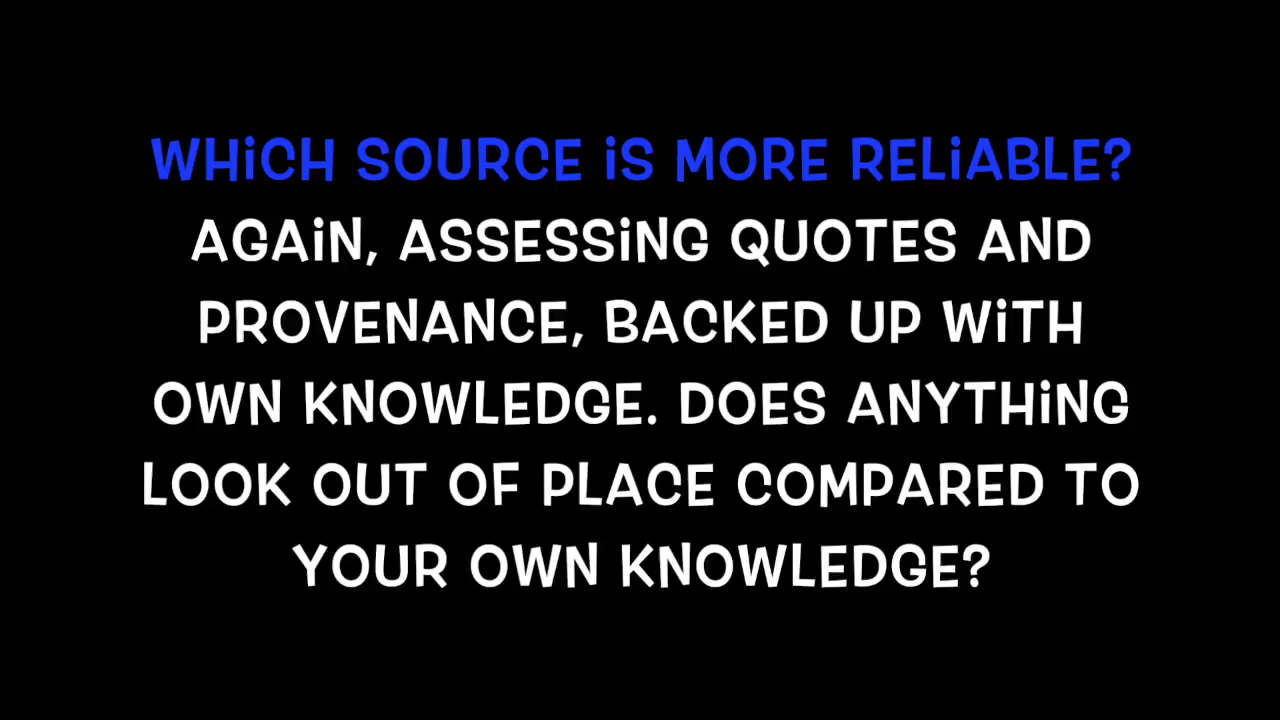 WHiCH SOURCE iS MORE RELiABLE?
AGAiN, ASSESSiNG QUOTES AND
PROVENANCE, BACKED UP WiTH
OWN KNOWLEDGE. DOES ANYTHiNG
LOOK OUT OF PLACE COMPARED TO
YOUR OWN KNOWLEDGE?